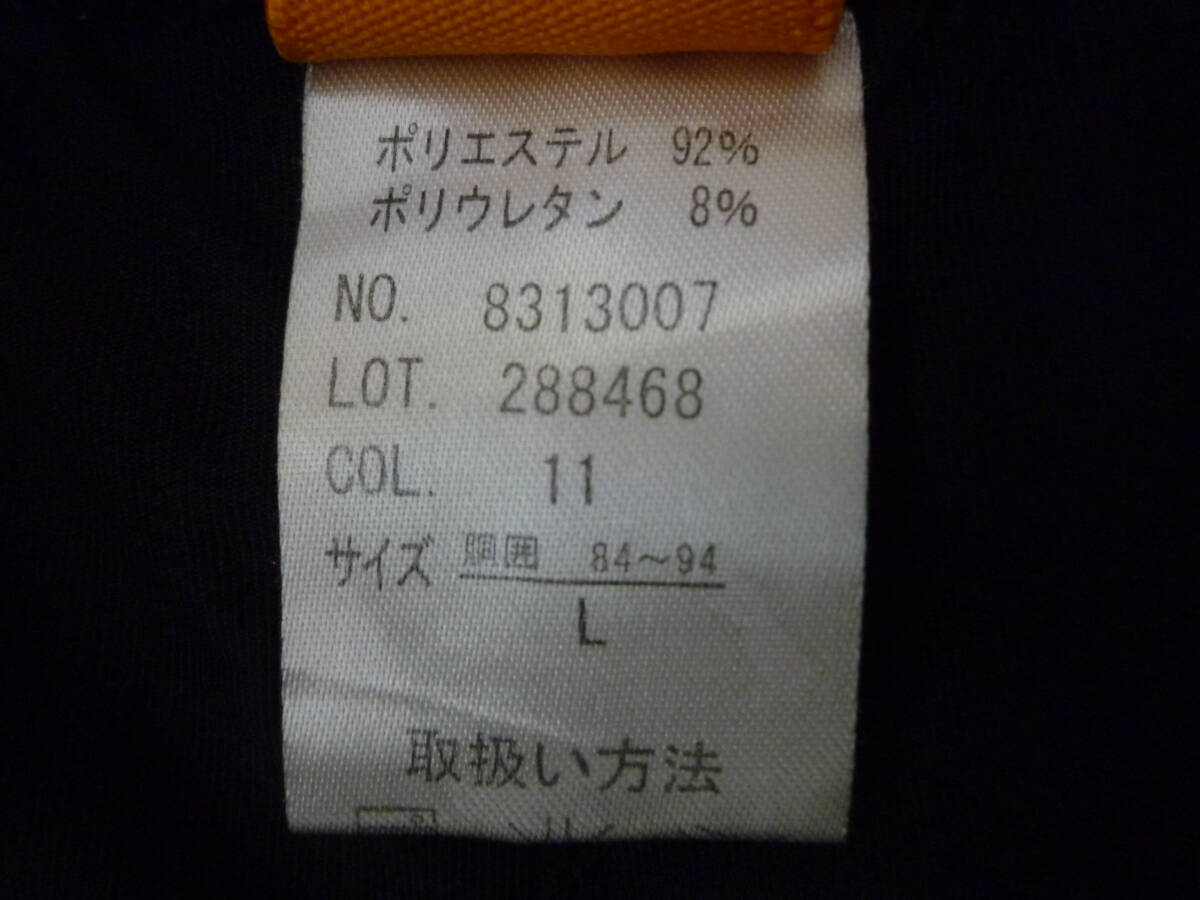 ポリエステル 92%
ポリウレタン 8%
NO. 8313007
LOT. 288468
COL. 11
サイズ 胴囲 84～94
L
取扱い方法